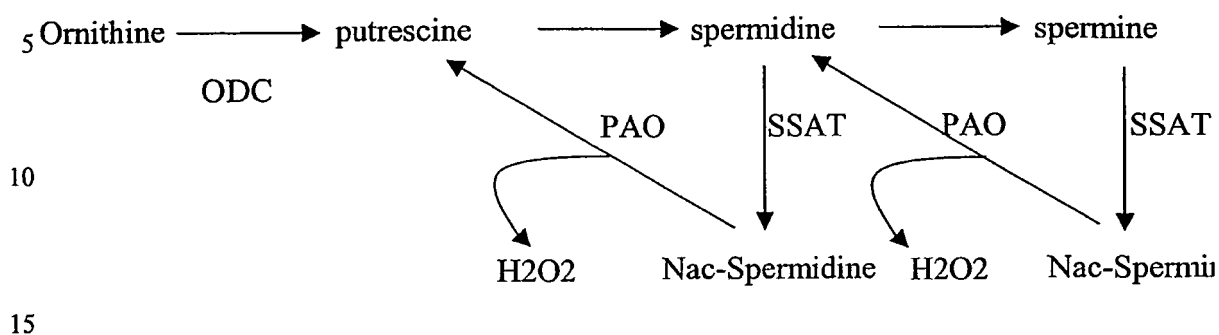 5 Ornithine putrescine spermidine spermine
ODC
PAO SSAT PAO SSAT
10
H2O2 Nac-Spermidine H2O2
15